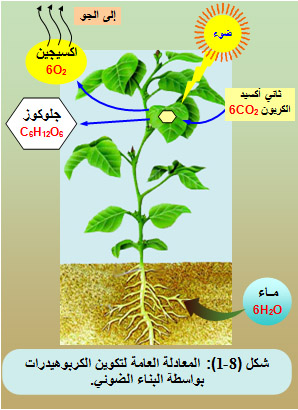 إلى الجو
ضوء
اكسيجين
6O2
ثاني أكسيد
الكربون 6CO2
جلوكوز
C6H12O6
مـاء
6H2O
شكل (8-1): المعادلة العامة لتكوين الكربوهيدرات
بواسطة البناء الضوئي.